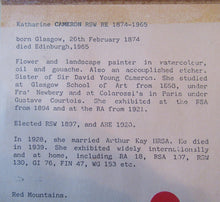 Katharine CAMERON RSW RE 1874-1965
born Glasgow, 26th February 1874
died Edinburgh,1965
Flower and landscape painter in watercolour,
oil and gouache. Also an accomplished etcher.
Sister of Sir David Young Cameron. She studied
at Glasgow School of Art from 1650, under
Fra' Newbery and at Colorossi's in Paris under
Gustave Courtois. She exhibited at the RSA
from 1894 and at the RA from 1921.
Elected RSW 1897, and ARE 1920.
In 1928, she married Arthur Kay HRSA. He died
in 1939. She exhibited widely internationally
and at home, including RA 18, RSA 107, RSW
130, GI 76, FIN 47, WG 153 etc.
Red Mountains.